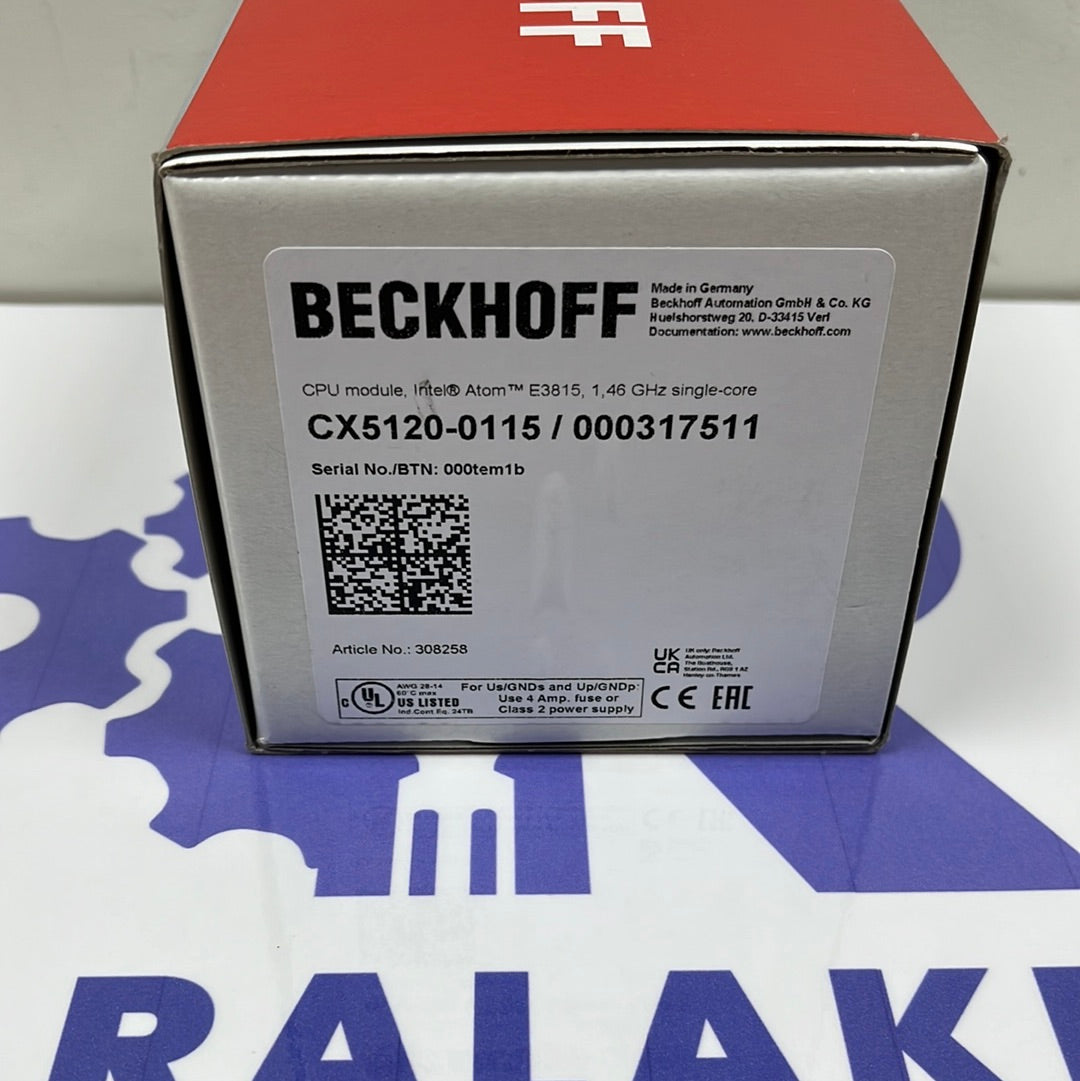 FF
BECKHOFF
Made in Germany
Beckhoff Automation GmbH & Co. KG
Huelshorstweg 20, D-33415 Verl
Documentation: www.beckhoff.com
CPU module, Intel® Atom™ E3815, 1,46 GHz single-core
CX5120-0115 / 000317511
Serial No./BTN: 000tem1b
Article No.: 308258
UK
CA
UK only: Beckhoff
Automation Ltd.
The Boathouse,
Station Rd., RG9 1 AZ
Henley on Thames
C UL US LISTED
AWG 28-14
60°C max
Ind.Cont.Eq. 24TB
For Us/GNDs and Up/GNDp:
Use 4 Amp. fuse or
Class 2 power supply
CE EAC
RALAK